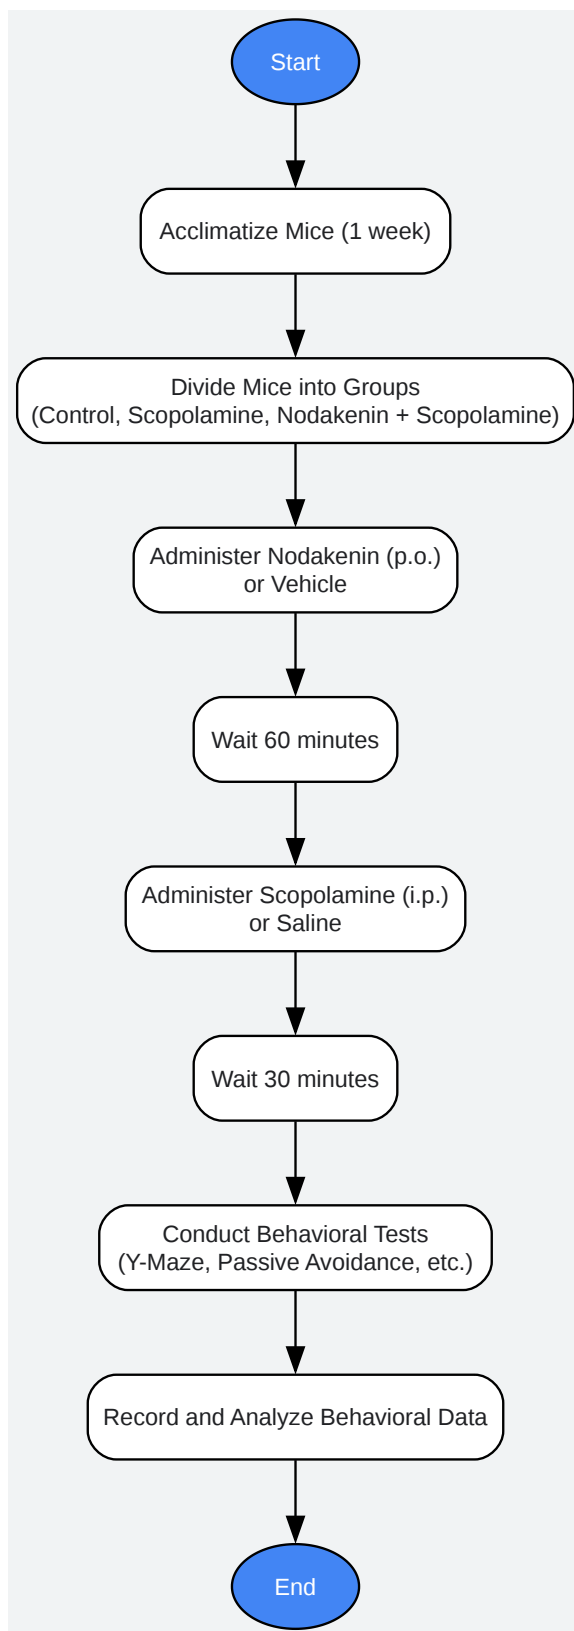 Start
Acclimatize Mice (1 week)
Divide Mice into Groups
(Control, Scopolamine, Nodakenin + Scopolamine)
Administer Nodakenin (p.o.)
or Vehicle
Wait 60 minutes
Administer Scopolamine (i.p.)
or Saline
Wait 30 minutes
Conduct Behavioral Tests
(Y-Maze, Passive Avoidance, etc.)
Record and Analyze Behavioral Data
End